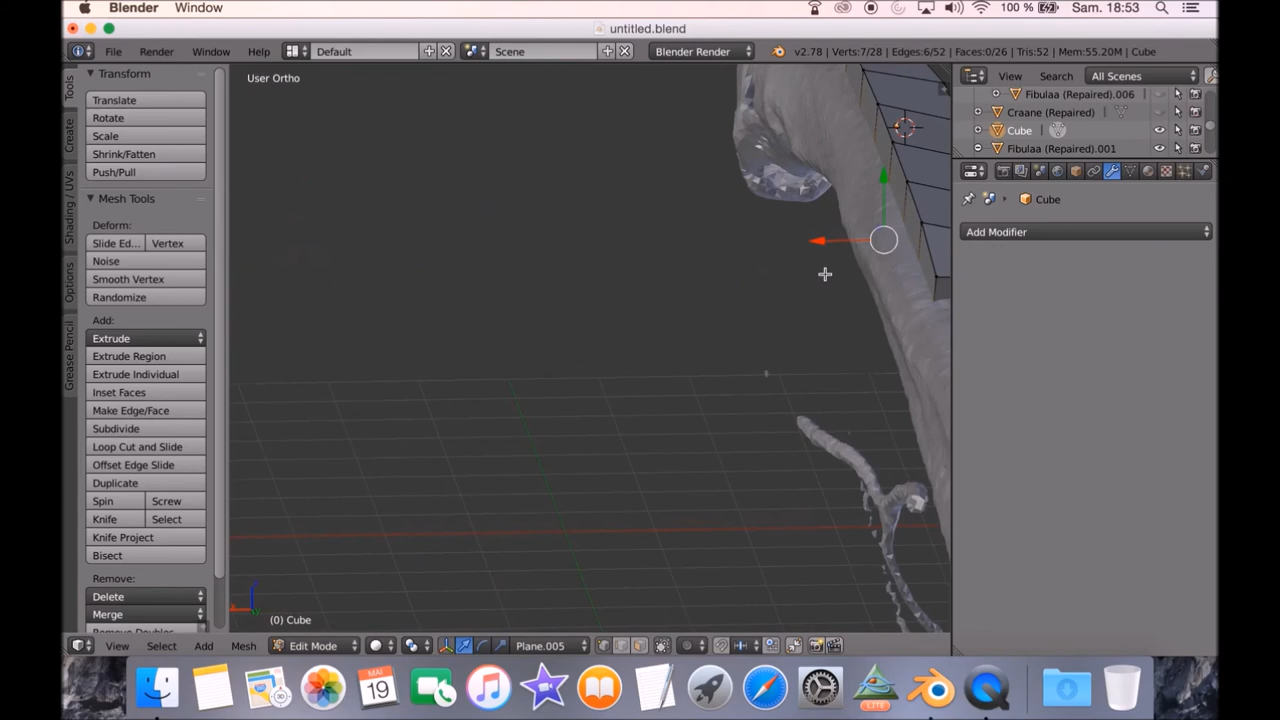 Blender Window 100 % Sam. 18:53
untitled.blend
File Render Window Help Default Scene Blender Render v2.78 | Verts:7/28 | Edges:6/52 | Faces:0/26 | Tris:52 | Mem:55.20M | Cube
Tools
Create
Shading / UVs
Options
Grease Pencil
Transform
Translate
Rotate
Scale
Shrink/Fatten
Push/Pull
Mesh Tools
Deform:
Slide Ed... Vertex
Noise
Smooth Vertex
Randomize
Add:
Extrude
Extrude Region
Extrude Individual
Inset Faces
Make Edge/Face
Subdivide
Loop Cut and Slide
Offset Edge Slide
Duplicate
Spin Screw
Knife Select
Knife Project
Bisect
Remove:
Delete
Merge
Remove Doubles
User Ortho
(0) Cube
View Search All Scenes
Fibulaa (Repaired).006
Craane (Repaired)
Cube
Fibulaa (Repaired).001
Cube
Add Modifier
View Select Add Mesh Edit Mode Plane.005
MAI
19
3D
LITE